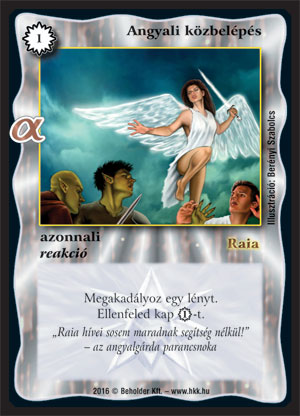 1
Angyali közbelépés
α
Illusztráció: Berényi Szabolcs
azonnali
reakció
Raia
Megakadályoz egy lényt.
Ellenfeled kap 1-t.
„Raia hívei sosem maradnak segítség nélkül!”
– az angyalgárda parancsnoka
2016 © Beholder Kft. – www.hkk.hu